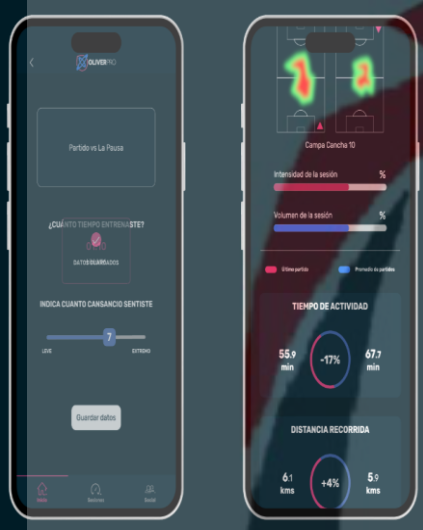 OLIVERPRO
Partido vs La Pausa
¿CUÁNTO TIEMPO ENTRENASTE?
INDICA CUANTO CANSANCIO SENTISTE
7
LEVE EXTREMO
Guardar datos
Inicio Sesiones Social
Campa Cancha 10
Intensidad de la sesión %
Volumen de la sesión %
Último partido Promedio de partidos
TIEMPO DE ACTIVIDAD
55.9 min -17% 67.7 min
DISTANCIA RECORRIDA
6.1 kms +4% 5.9 kms